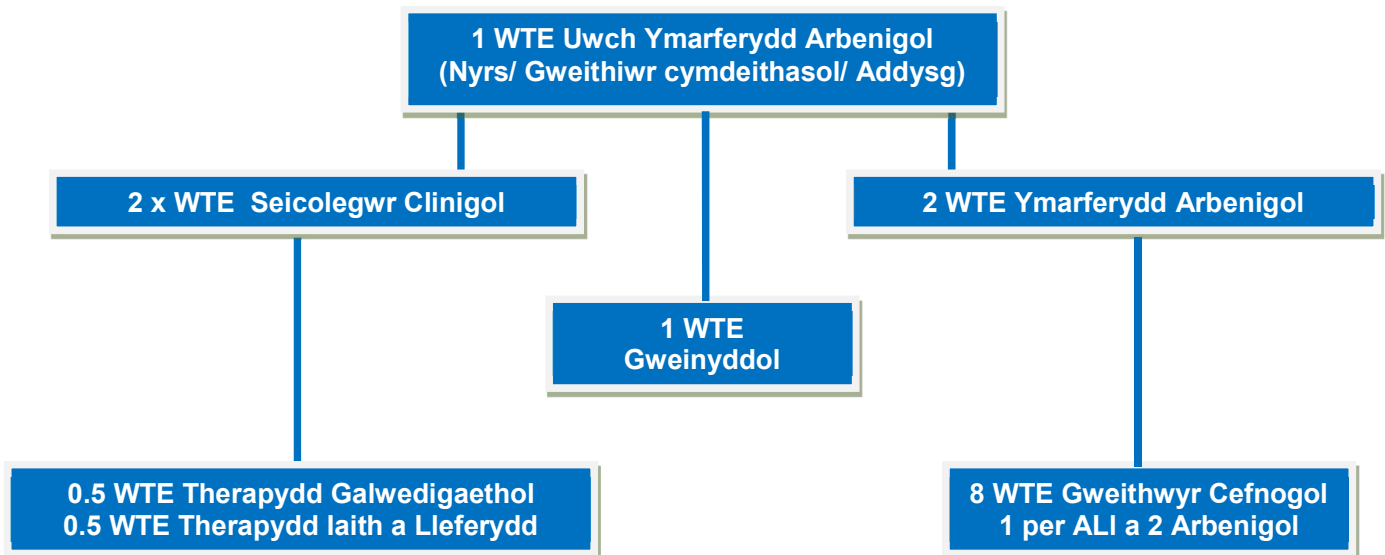 1 WTE Uwch Ymarferydd Arbenigol
(Nyrs/ Gweithiwr cymdeithasol/ Addysg)
2 x WTE Seicolegwr Clinigol
2 WTE Ymarferydd Arbenigol
1 WTE
Gweinyddol
0.5 WTE Therapydd Galwedigaethol
0.5 WTE Therapydd Iaith a Lleferydd
8 WTE Gweithwyr Cefnogol
1 per ALl a 2 Arbenigol